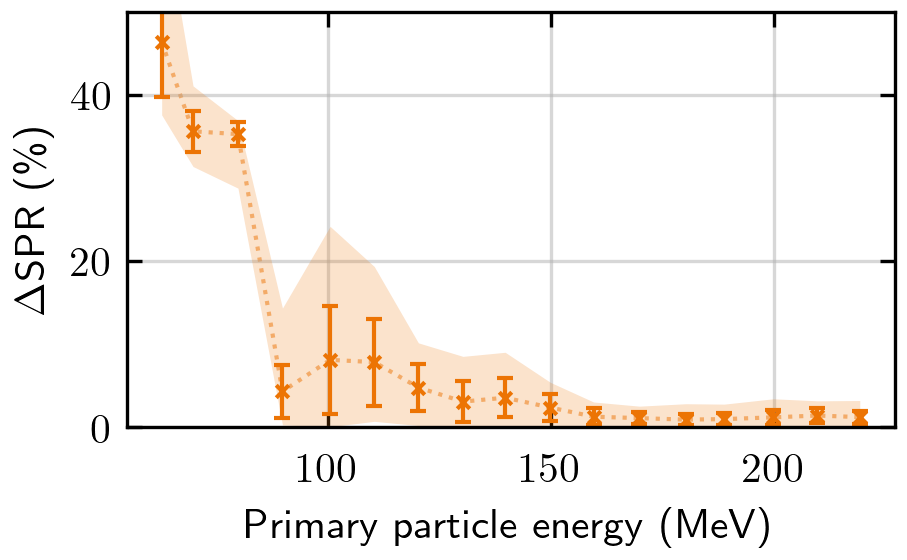 40
20
0
ΔSPR (%)
100 150 200
Primary particle energy (MeV)